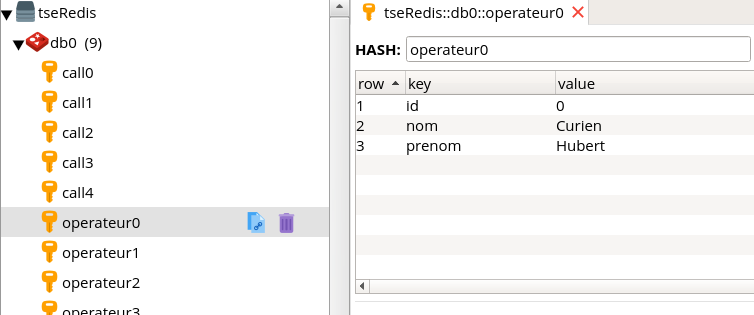 tseRedis
db0 (9)
call0
call1
call2
call3
call4
operateur0
operateur1
operateur2
operateur3
tseRedis::db0::operateur0
HASH: operateur0
row key value
1 id 0
2 nom Curien
3 prenom Hubert